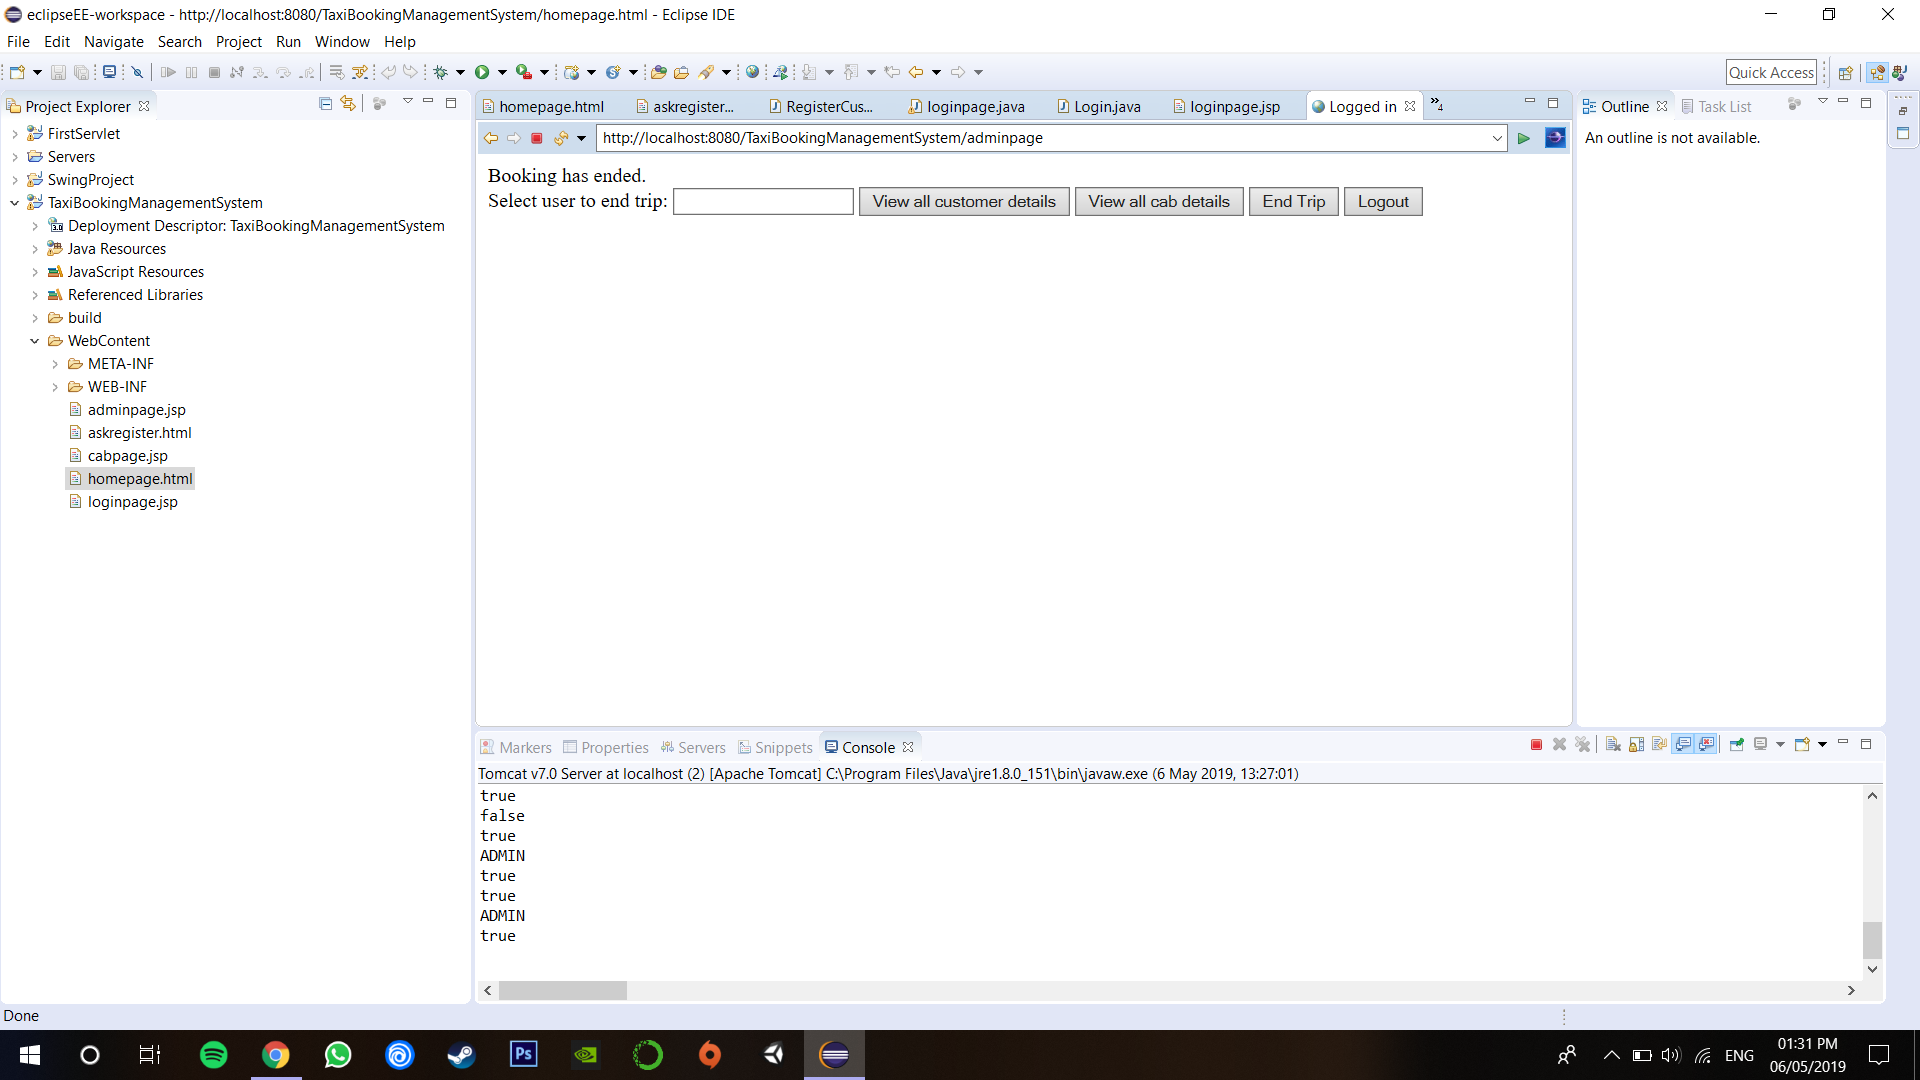 eclipseEE-workspace - http://localhost:8080/TaxiBookingManagementSystem/homepage.html - Eclipse IDE
File Edit Navigate Search Project Run Window Help
Quick Access
Project Explorer
FirstServlet
Servers
SwingProject
TaxiBookingManagementSystem
Deployment Descriptor: TaxiBookingManagementSystem
Java Resources
JavaScript Resources
Referenced Libraries
build
WebContent
META-INF
WEB-INF
adminpage.jsp
askregister.html
cabpage.jsp
homepage.html
loginpage.jsp
homepage.html askregister... RegisterCus... loginpage.java Login.java loginpage.jsp Logged in »4
http://localhost:8080/TaxiBookingManagementSystem/adminpage
Booking has ended.
Select user to end trip: View all customer details View all cab details End Trip Logout
Outline Task List
An outline is not available.
Markers Properties Servers Snippets Console
Tomcat v7.0 Server at localhost (2) [Apache Tomcat] C:\Program Files\Java\jre1.8.0_151\bin\javaw.exe (6 May 2019, 13:27:01)
true
false
true
ADMIN
true
true
ADMIN
true
Done
Ps
ENG
01:31 PM
06/05/2019